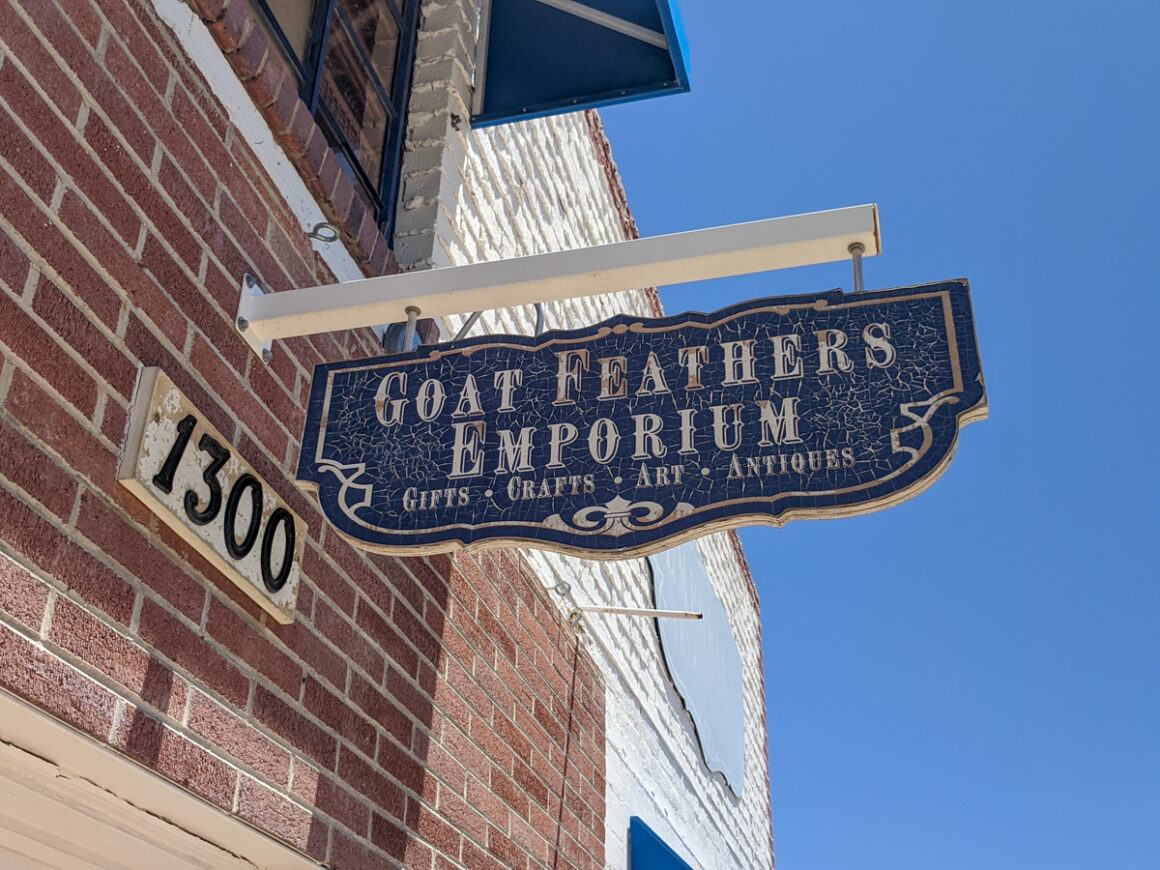 GOAT FEATHERS
EMPORIUM
GIFTS · CRAFTS · ART · ANTIQUES
1300